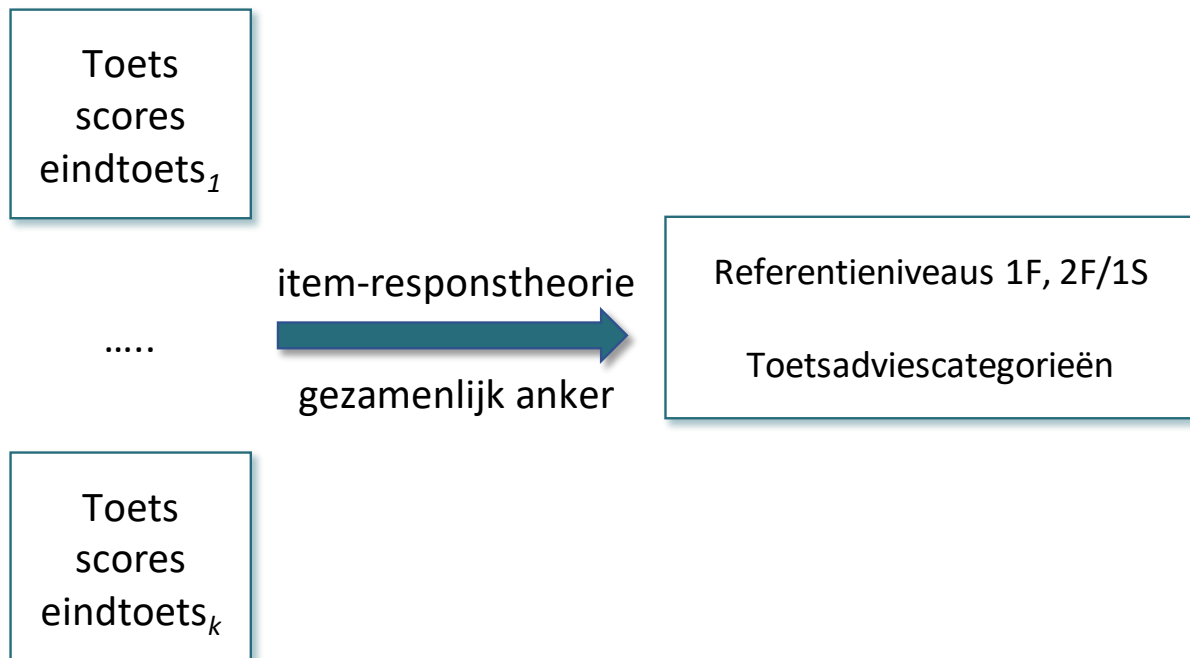 Toets
scores
eindtoets1
…..
Toets
scores
eindtoetsk
item-responstheorie
gezamenlijk anker
Referentieniveaus 1F, 2F/1S
Toetsadviescategorieën